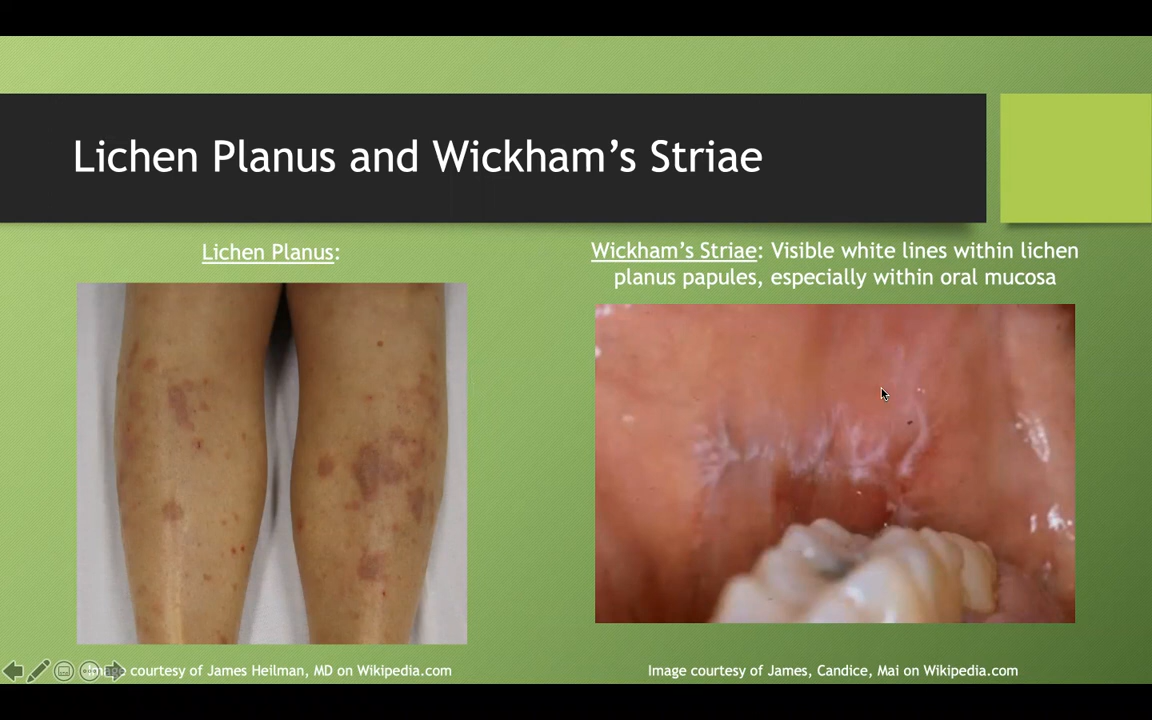 Lichen Planus and Wickham’s Striae
Lichen Planus:
Wickham’s Striae: Visible white lines within lichen
planus papules, especially within oral mucosa
Image courtesy of James Heilman, MD on Wikipedia.com
Image courtesy of James, Candice, Mai on Wikipedia.com